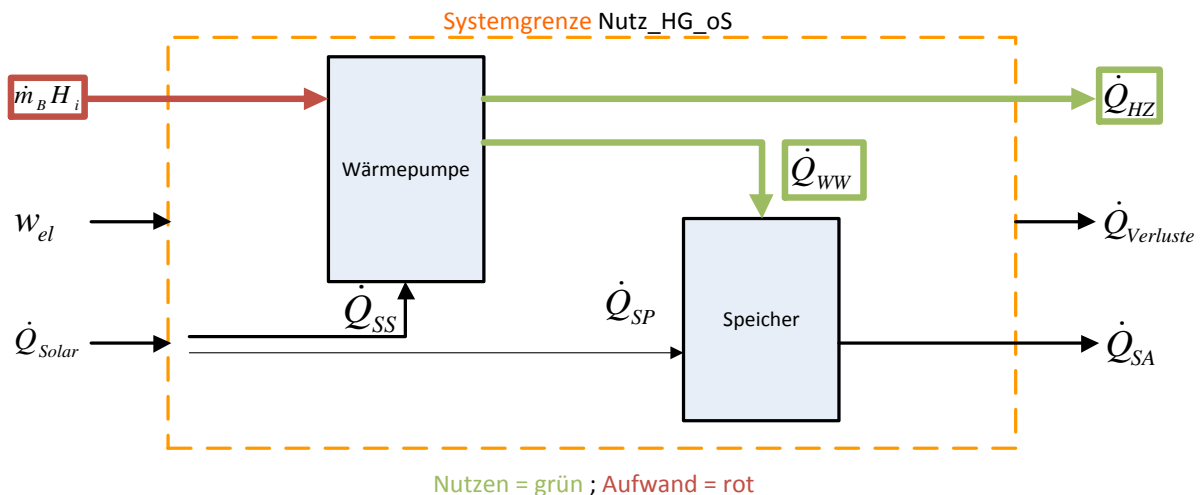 Systemgrenze Nutz_HG_oS
ṁ_B H_i
Q̇_HZ
Wärmepumpe
Q̇_WW
w_el
Q̇_Verluste
Q̇_SS
Q̇_SP
Speicher
Q̇_Solar
Q̇_SA
Nutzen = grün ; Aufwand = rot